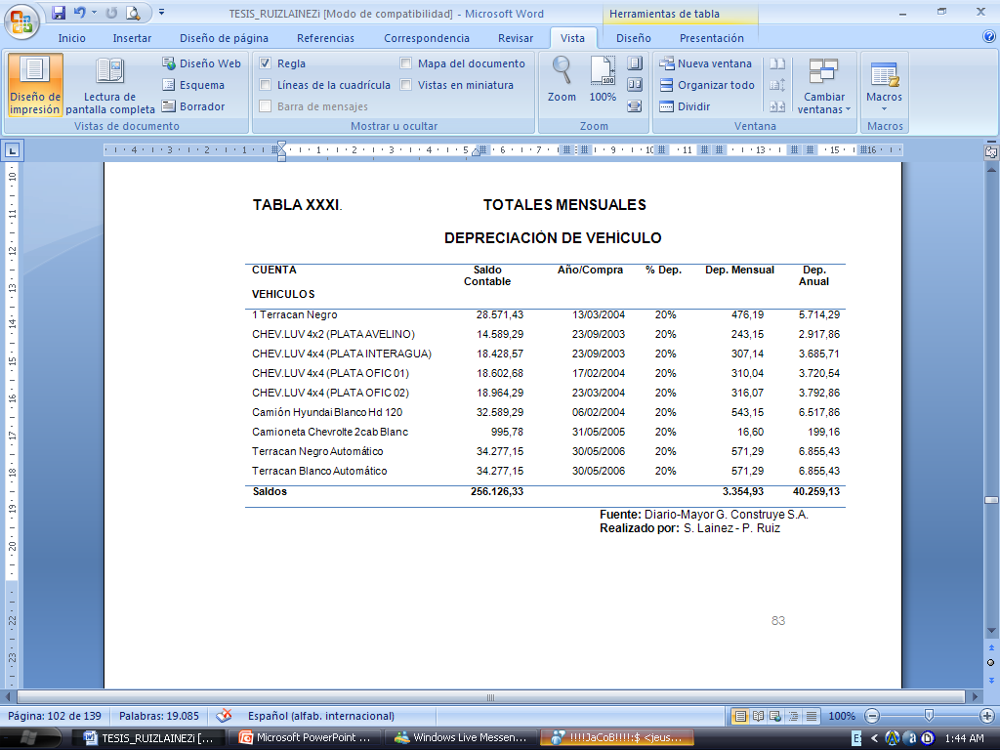 TESIS_RUIZLAINEZi [Modo de compatibilidad] - Microsoft Word
Herramientas de tabla
Inicio Insertar Diseño de página Referencias Correspondencia Revisar Vista Diseño Presentación
Diseño de impresión
Lectura de pantalla completa
Diseño Web
Esquema
Borrador
Vistas de documento
Regla
Líneas de la cuadrícula
Barra de mensajes
Mapa del documento
Vistas en miniatura
Mostrar u ocultar
Zoom
100%
Zoom
Nueva ventana
Organizar todo
Dividir
Cambiar ventanas
Ventana
Macros
Macros
TABLA XXXI. TOTALES MENSUALES
DEPRECIACIÓN DE VEHÍCULO
CUENTA Saldo Contable Año/Compra % Dep. Dep. Mensual Dep. Anual
VEHICULOS
1 Terracan Negro 28.571,43 13/03/2004 20% 476,19 5.714,29
CHEV.LUV 4x2 (PLATA AVELINO) 14.589,29 23/09/2003 20% 243,15 2.917,86
CHEV.LUV 4x4 (PLATA INTERAGUA) 18.428,57 23/09/2003 20% 307,14 3.685,71
CHEV.LUV 4x4 (PLATA OFIC 01) 18.602,68 17/02/2004 20% 310,04 3.720,54
CHEV.LUV 4x4 (PLATA OFIC 02) 18.964,29 23/03/2004 20% 316,07 3.792,86
Camión Hyundai Blanco Hd 120 32.589,29 06/02/2004 20% 543,15 6.517,86
Camioneta Chevrolte 2cab Blanc 995,78 31/05/2005 20% 16,60 199,16
Terracan Negro Automático 34.277,15 30/05/2006 20% 571,29 6.855,43
Terracan Blanco Automático 34.277,15 30/05/2006 20% 571,29 6.855,43
Saldos 256.126,33 3.354,93 40.259,13
Fuente: Diario-Mayor G. Construye S.A.
Realizado por: S. Lainez - P. Ruiz
83
Página: 102 de 139 Palabras: 19.085 Español (alfab. internacional) 100%
TESIS_RUIZLAINEZi [... Microsoft PowerPoint ... Windows Live Messen... !!!!JaCoB!!!!:$ <jeus... 1:44 AM